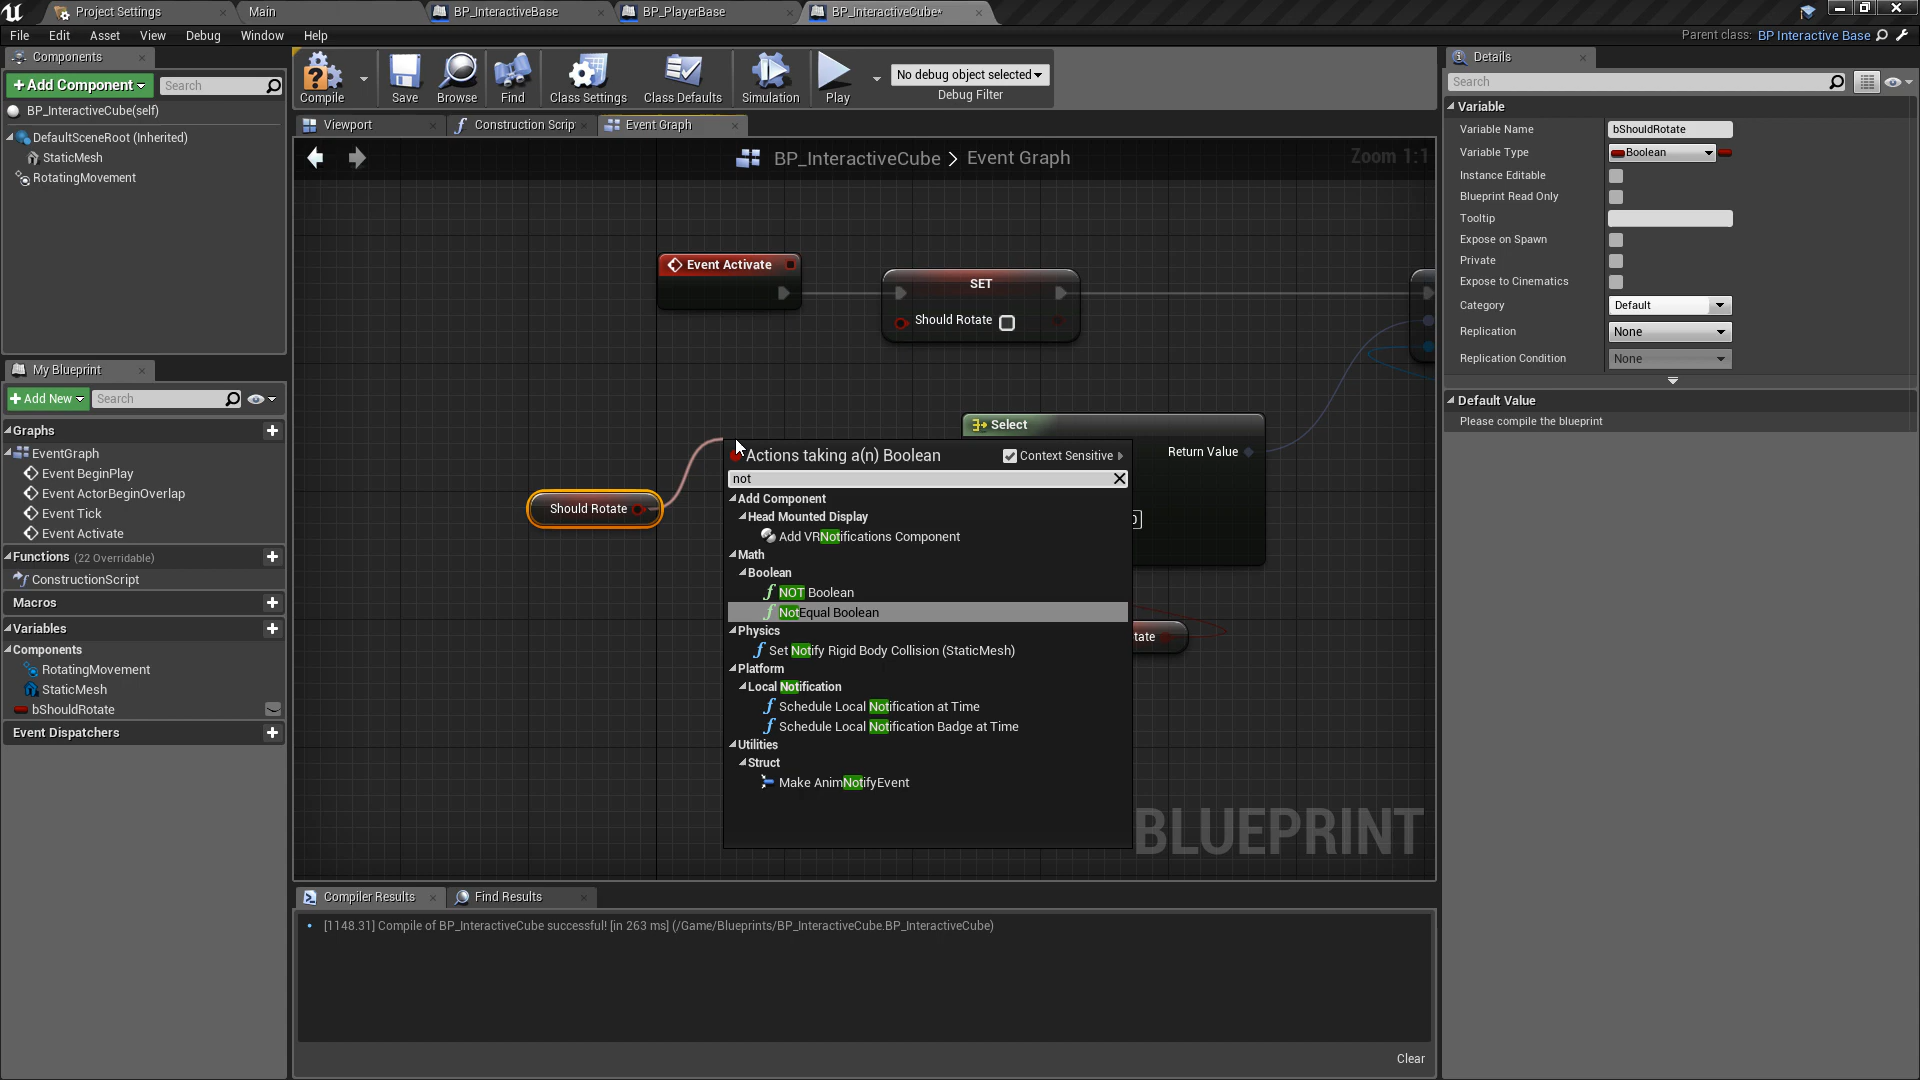 Project Settings
Main
BP_InteractiveBase
BP_PlayerBase
BP_InteractiveCube*
File Edit Asset View Debug Window Help
Parent class: BP Interactive Base
Components
+Add Component
Search
BP_InteractiveCube(self)
DefaultSceneRoot (Inherited)
StaticMesh
RotatingMovement
Compile
Save
Browse
Find
Class Settings
Class Defaults
Simulation
Play
No debug object selected
Debug Filter
Viewport
Construction Scrip
Event Graph
BP_InteractiveCube > Event Graph
Zoom 1:1
Event Activate
SET
Should Rotate
Select
Return Value
Should Rotate
tate
Actions taking a(n) Boolean
Context Sensitive
not
Add Component
Head Mounted Display
Add VRNotifications Component
Math
Boolean
NOT Boolean
NotEqual Boolean
Physics
Set Notify Rigid Body Collision (StaticMesh)
Platform
Local Notification
Schedule Local Notification at Time
Schedule Local Notification Badge at Time
Utilities
Struct
Make AnimNotifyEvent
BLUEPRINT
My Blueprint
+Add New
Search
Graphs
EventGraph
Event BeginPlay
Event ActorBeginOverlap
Event Tick
Event Activate
Functions (22 Overridable)
ConstructionScript
Macros
Variables
Components
RotatingMovement
StaticMesh
bShouldRotate
Event Dispatchers
Compiler Results
Find Results
[1148.31] Compile of BP_InteractiveCube successful! [in 263 ms] (/Game/Blueprints/BP_InteractiveCube.BP_InteractiveCube)
Clear
Details
Search
Variable
Variable Name bShouldRotate
Variable Type Boolean
Instance Editable
Blueprint Read Only
Tooltip
Expose on Spawn
Private
Expose to Cinematics
Category Default
Replication None
Replication Condition None
Default Value
Please compile the blueprint